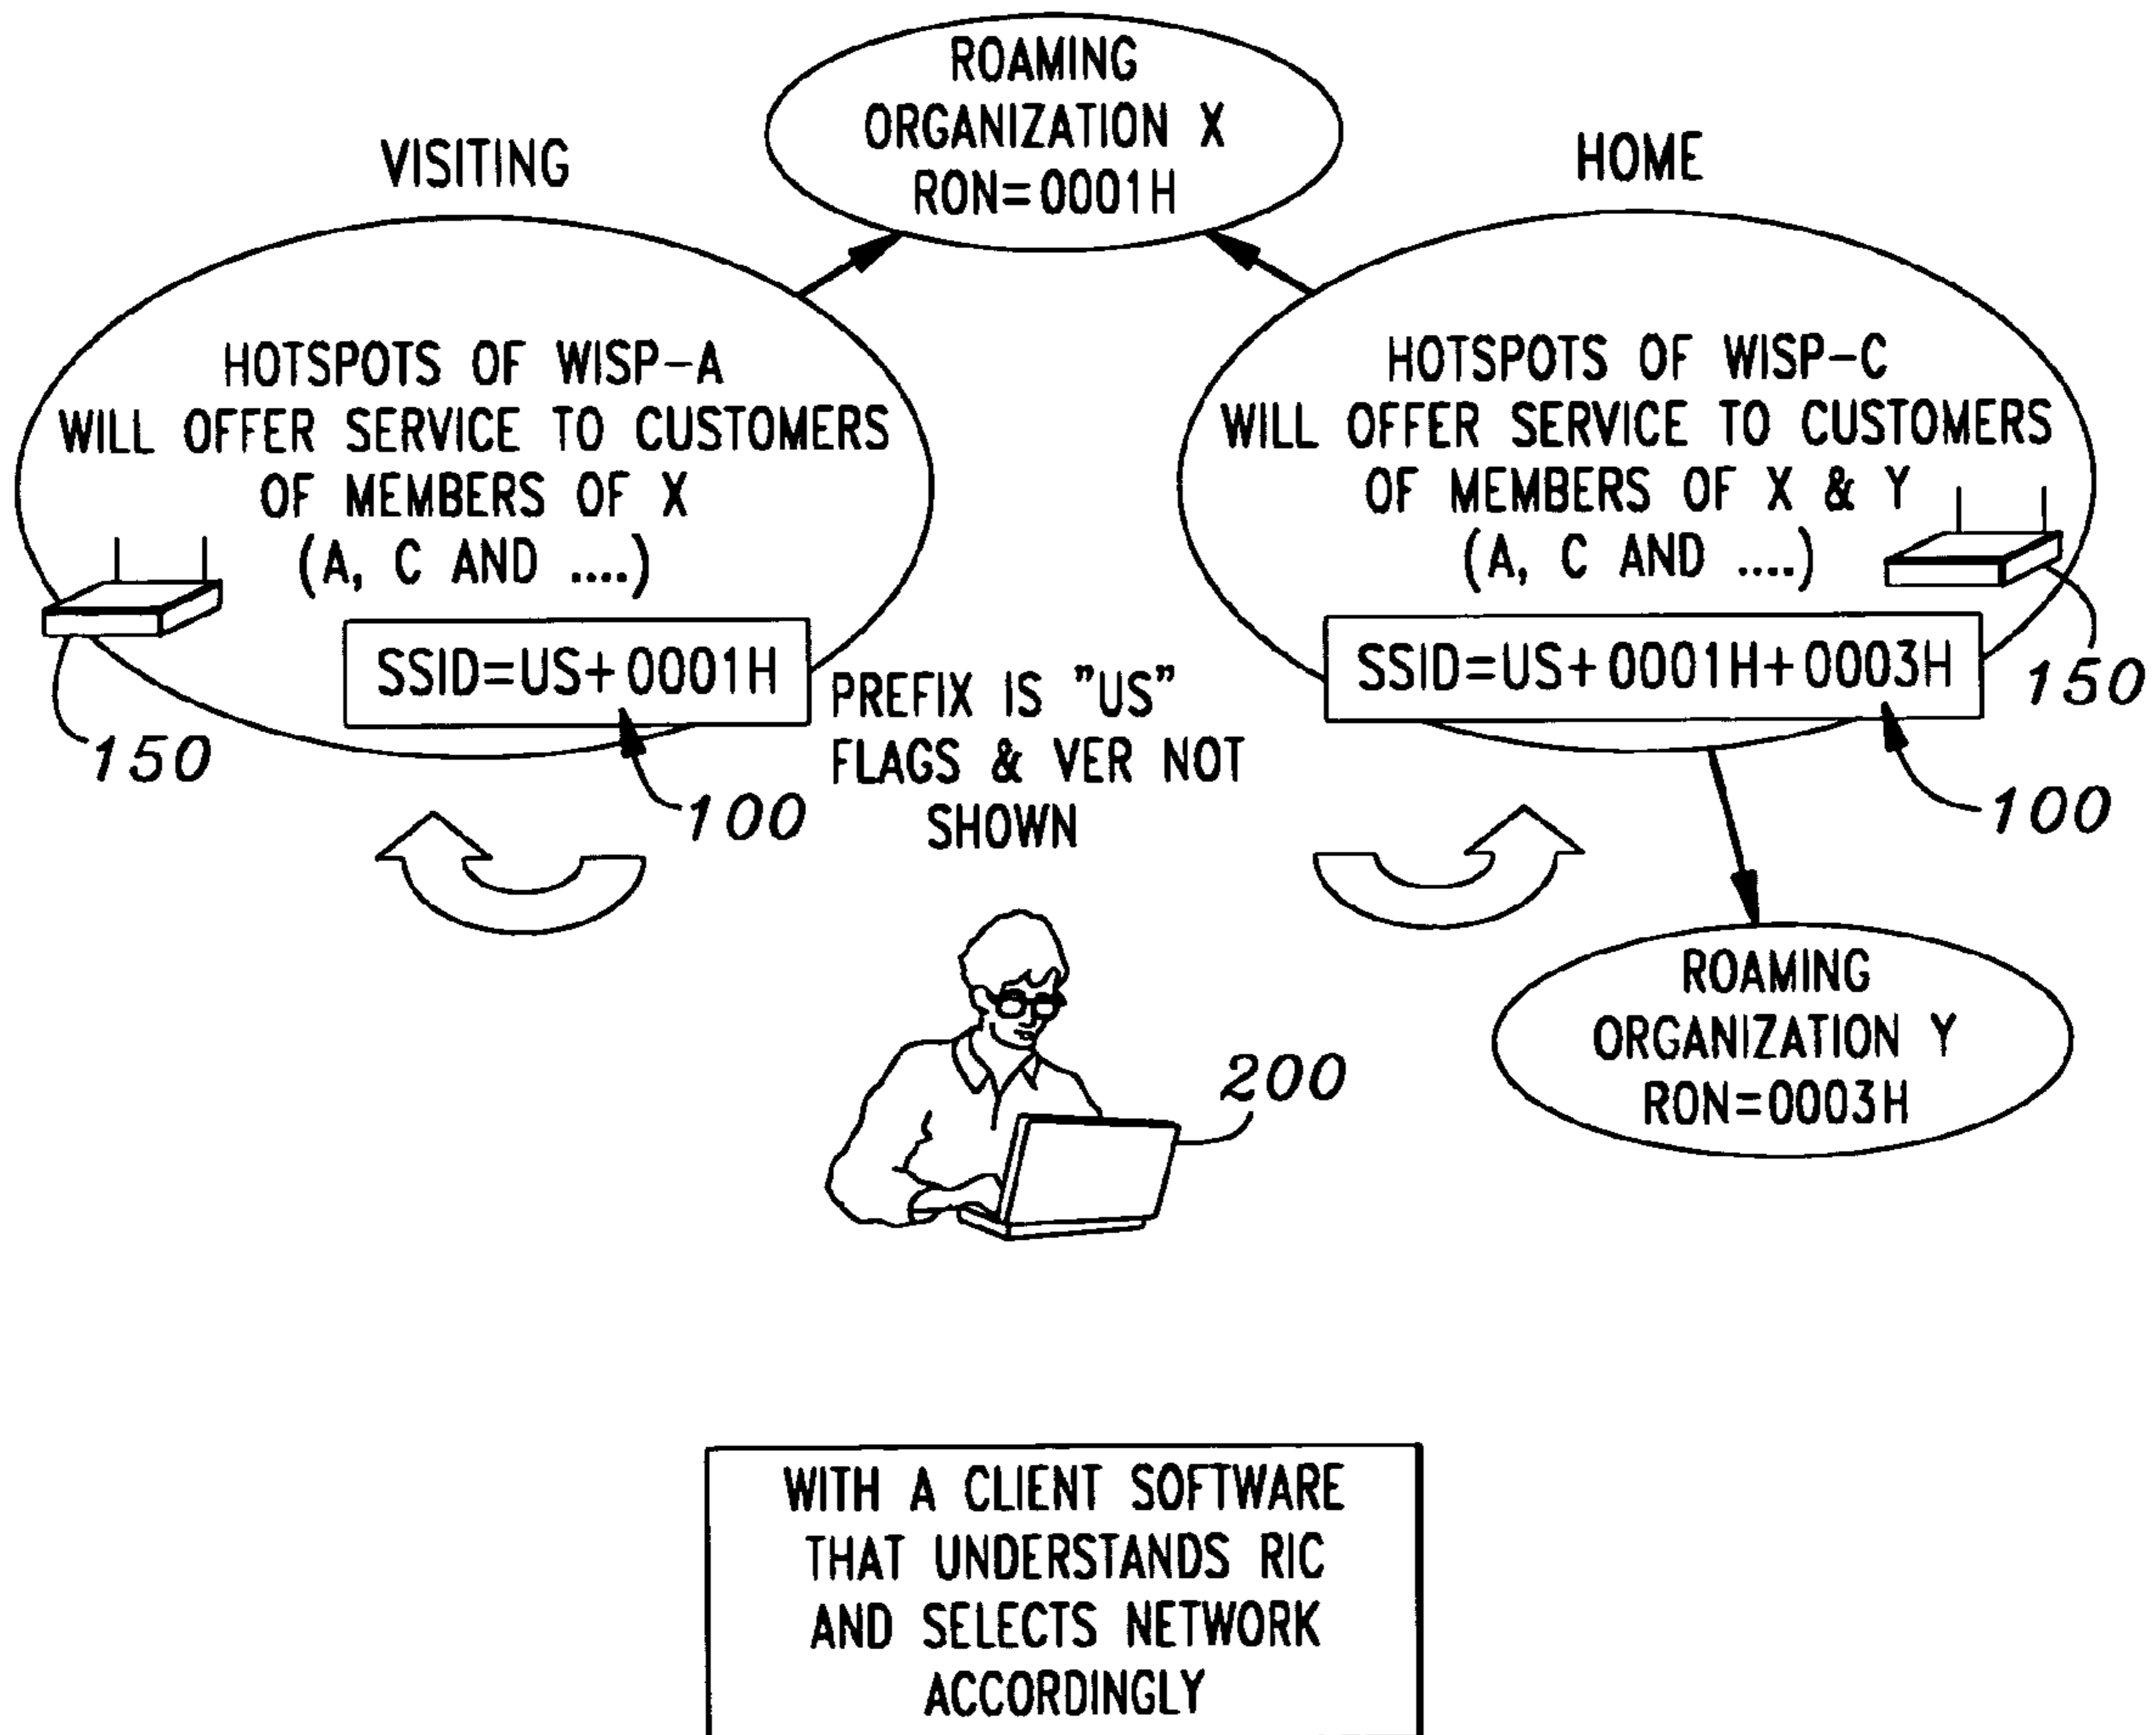 ROAMING
ORGANIZATION X
RON=0001H
VISITING
HOME
HOTSPOTS OF WISP-A
WILL OFFER SERVICE TO CUSTOMERS
OF MEMBERS OF X
(A, C AND ....)
SSID=US+0001H
150
100
PREFIX IS "US"
FLAGS & VER NOT
SHOWN
HOTSPOTS OF WISP-C
WILL OFFER SERVICE TO CUSTOMERS
OF MEMBERS OF X & Y
(A, C AND ....)
SSID=US+0001H+0003H
150
100
200
ROAMING
ORGANIZATION Y
RON=0003H
WITH A CLIENT SOFTWARE
THAT UNDERSTANDS RIC
AND SELECTS NETWORK
ACCORDINGLY